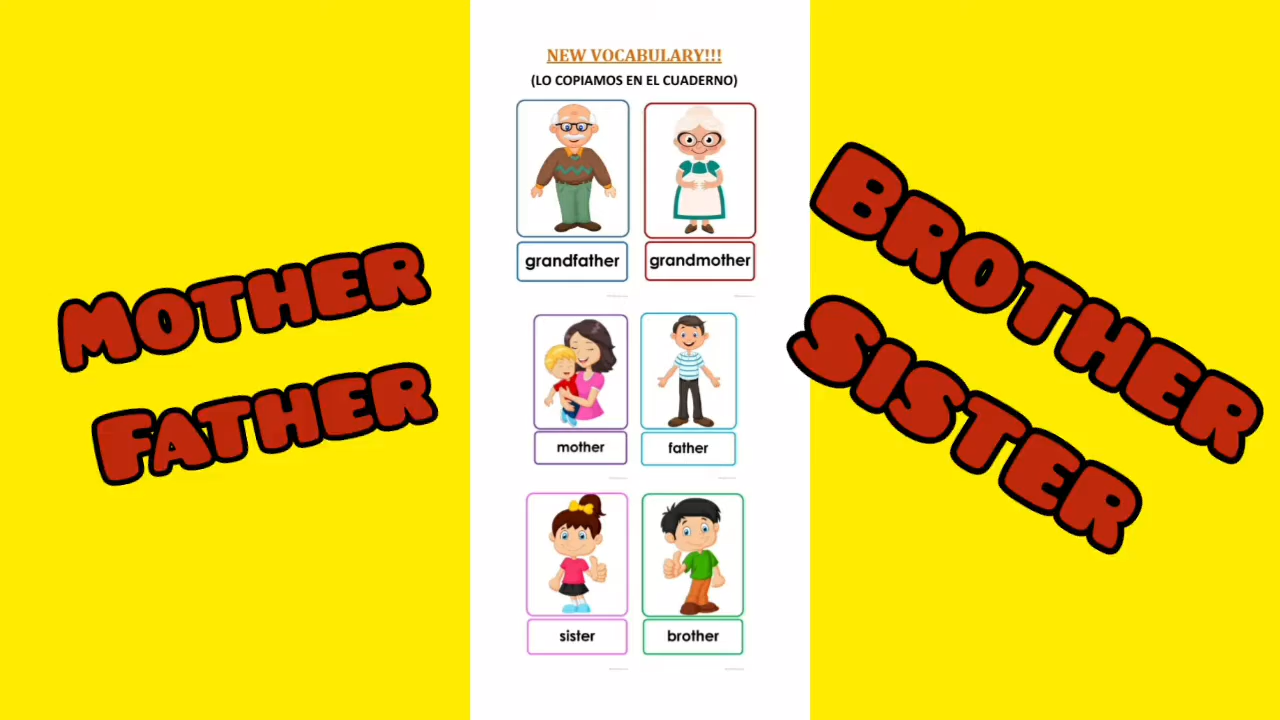 NEW VOCABULARY!!!
(LO COPIAMOS EN EL CUADERNO)
grandfather
grandmother
mother
father
sister
brother
MOTHER
FATHER
BROTHER
SISTER